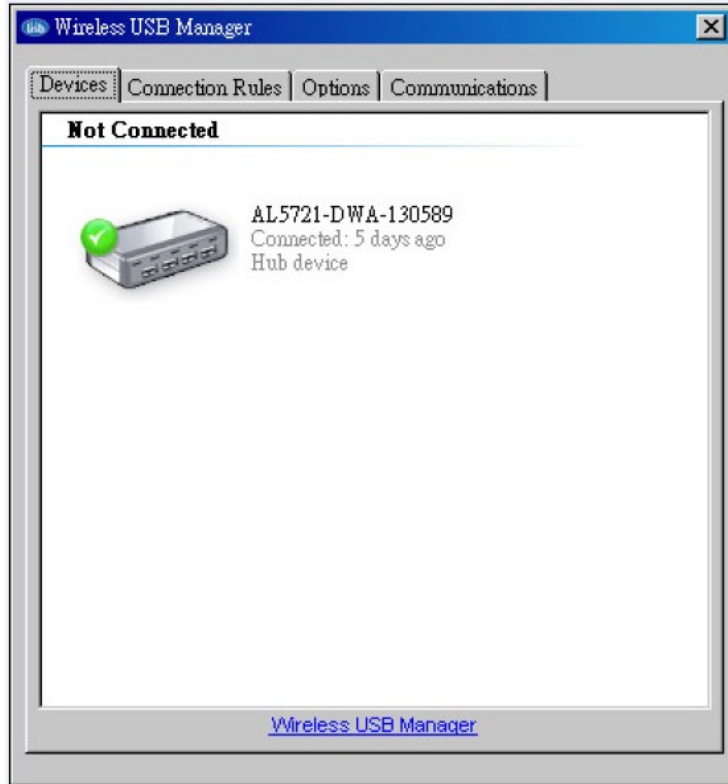 Wireless USB Manager
Devices
Connection Rules
Options
Communications
Not Connected
AL5721-DWA-130589
Connected: 5 days ago
Hub device
Wireless USB Manager